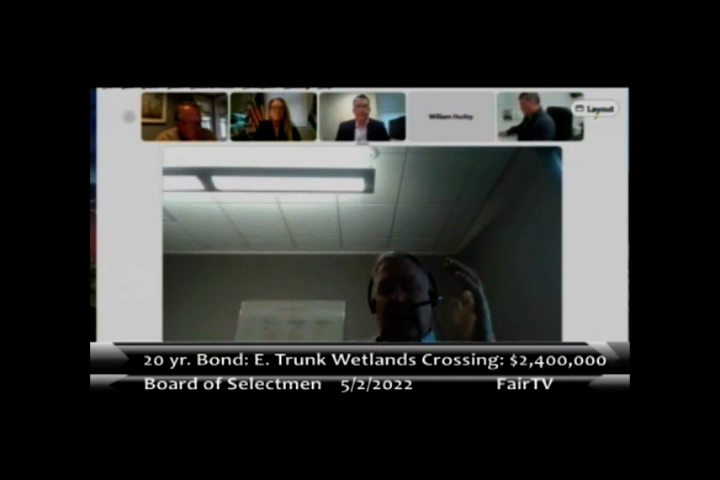 William Hurley
Layout
20 yr. Bond: E. Trunk Wetlands Crossing: $2,400,000
Board of Selectmen 5/2/2022 FairTV